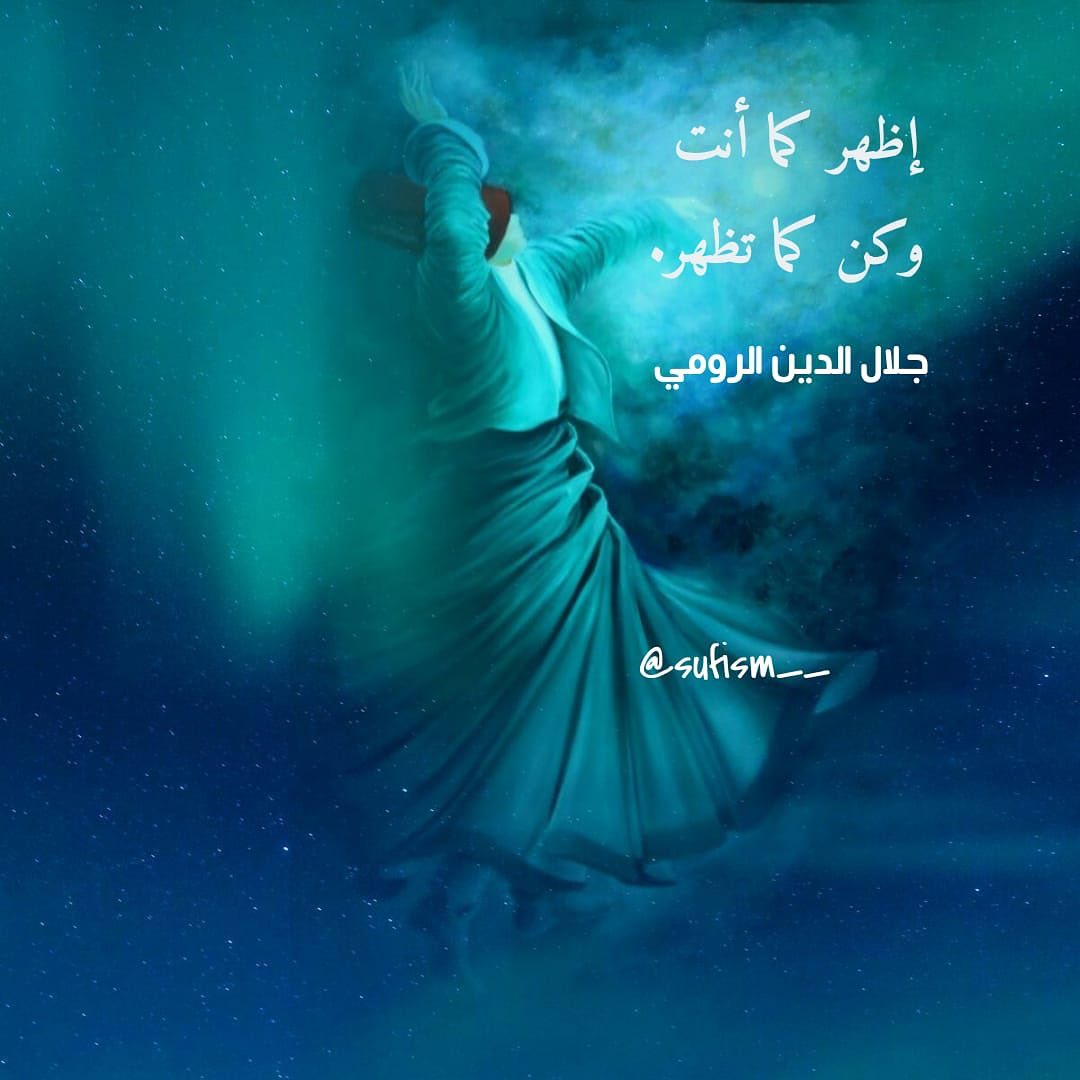 إظهر كما أنت
وكن كما تظهر.
جلال الدين الرومي
@sufism__